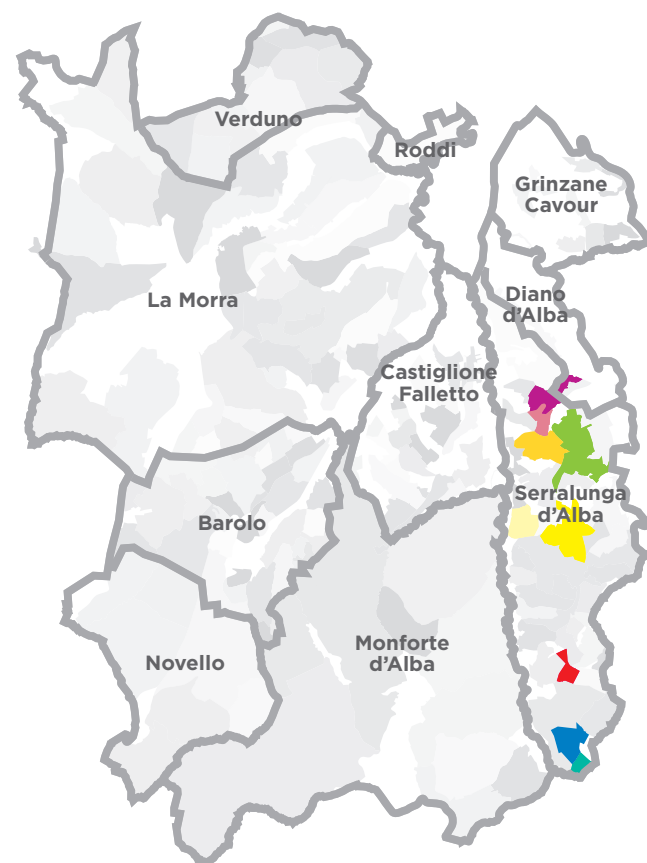 Verduno
Roddi
Grinzane
Cavour
La Morra
Diano
d'Alba
Castiglione
Falletto
Serralunga
d'Alba
Barolo
Monforte
d'Alba
Novello